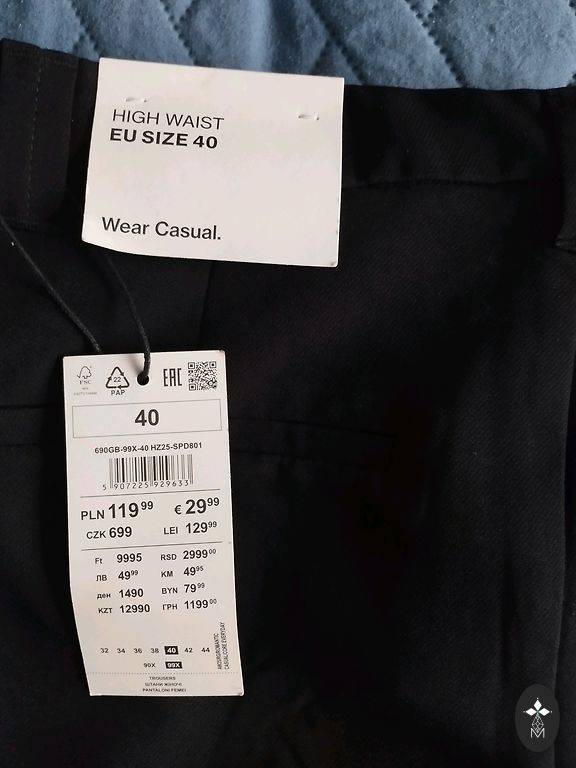 HIGH WAIST
EU SIZE 40
Wear Casual.
FSC
22
PAP
EAC
40
690GB-99X-40 HZ25-SPD801
5 907225 929633
PLN 119 99 € 29 99
CZK 699 LEI 129 99
Ft 9995 RSD 2999 00
ЛВ 49 99 KM 49 95
ден 1490 BYN 79 99
KZT 12990 ГРН 1199 00
32 34 36 38 40 42 44
90X 99X
CASUAL/CORE EVERYDAY
TROUSERS
ШТАНИ ЖІНОЧІ
PANTALONI FEMEI
M